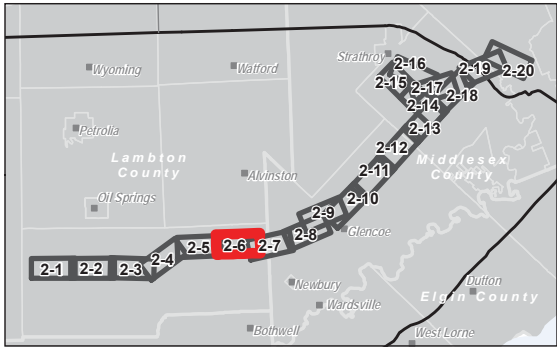 Wyoming
Watford
Strathroy
2-16
2-19
2-20
2-15
2-17
2-18
2-14
Petrolia
2-13
Lambton
County
2-12
Middlesex
County
2-11
Alvinston
Oil Springs
2-10
2-9
Glencoe
2-8
2-7
2-6
2-5
2-4
2-3
2-2
2-1
Newbury
Dutton
Elgin County
Wardsville
Bothwell
West Lorne